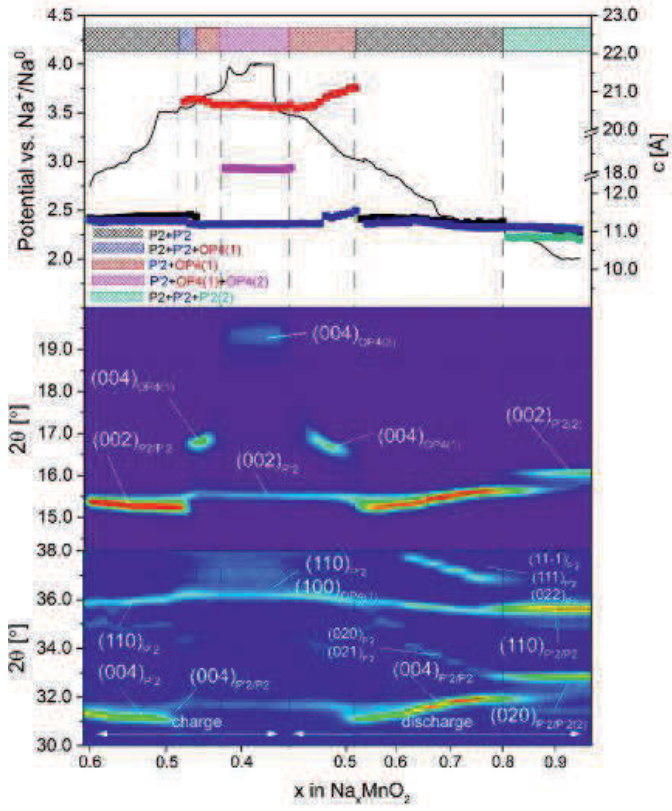 4.5
4.0
3.5
3.0
2.5
2.0
Potential vs. Na⁺/Na⁰
23.0
22.0
21.0
20.0
18.0
11.0
10.0
c [Å]
P2+P'2
P2+P'2+OP4(1)
P'2+OP4(1)
P'2+OP4(1)+OP4(2)
P2+P'2+P'2(2)
19.0
18.0
17.0
16.0
15.0
2θ [°]
(004)OP4(2)
(004)OP4(1)
(002)P2/P'2
(002)P'2
(004)OP4(1)
(002)P'2(2)
38.0
36.0
34.0
32.0
30.0
2θ [°]
(110)P'2
(100)OP4(1)
(11-1)P'2
(111)P'2
(022)P'2
(110)P'2
(020)P'2
(021)P'2
(110)P'2/P2
(004)P'2
(004)P'2/P2
(004)P'2/P2
(020)P'2/P'2(2)
charge
discharge
0.6
0.5
0.4
0.5
0.6
0.7
0.8
0.9
x in NaₓMnO₂